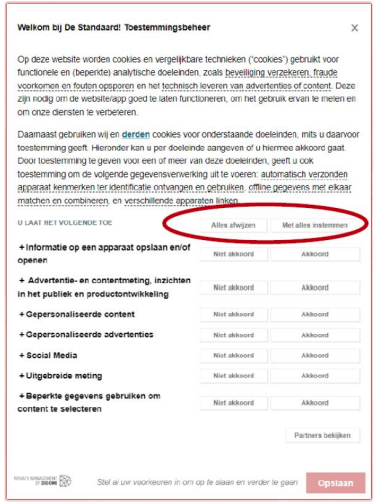 Welkom bij De Standaard! Toestemmingsbeheer
×
Op deze website worden cookies en vergelijkbare technieken ('cookies') gebruikt voor
functionele en (beperkte) analytische doeleinden, zoals beveiliging verzekeren, fraude
voorkomen en fouten opsporen en het technisch leveren van advertenties of content. Deze
zijn nodig om de website/app goed te laten functioneren, om het gebruik ervan te meten en
om onze diensten te verbeteren.
Daarnaast gebruiken wij en derden cookies voor onderstaande doeleinden, mits u daarvoor
toestemming geeft. Hieronder kan u per doeleinde aangeven of u hiermee akkoord gaat.
Door toestemming te geven voor een of meer van deze doeleinden, geeft u ook
toestemming om de volgende gegevensverwerking uit te voeren: automatisch verzonden
apparaat kenmerken ter identificatie ontvangen en gebruiken, offline gegevens met elkaar
matchen en combineren, en verschillende apparaten linken.
U LAAT HET VOLGENDE TOE Alles afwijzen Met alles instemmen
+ Informatie op een apparaat opslaan en/of
openen Niet akkoord Akkoord
+ Advertentie- en contentmeting, inzichten
in het publiek en productontwikkeling Niet akkoord Akkoord
+ Gepersonaliseerde content Niet akkoord Akkoord
+ Gepersonaliseerde advertenties Niet akkoord Akkoord
+ Social Media Niet akkoord Akkoord
+ Uitgebreide meting Niet akkoord Akkoord
+ Beperkte gegevens gebruiken om
content te selecteren Niet akkoord Akkoord
Partners bekijken
PRIVACY MANAGEMENT
BY DIDOMI
Stel al uw voorkeuren in om op te slaan en verder te gaan Opslaan